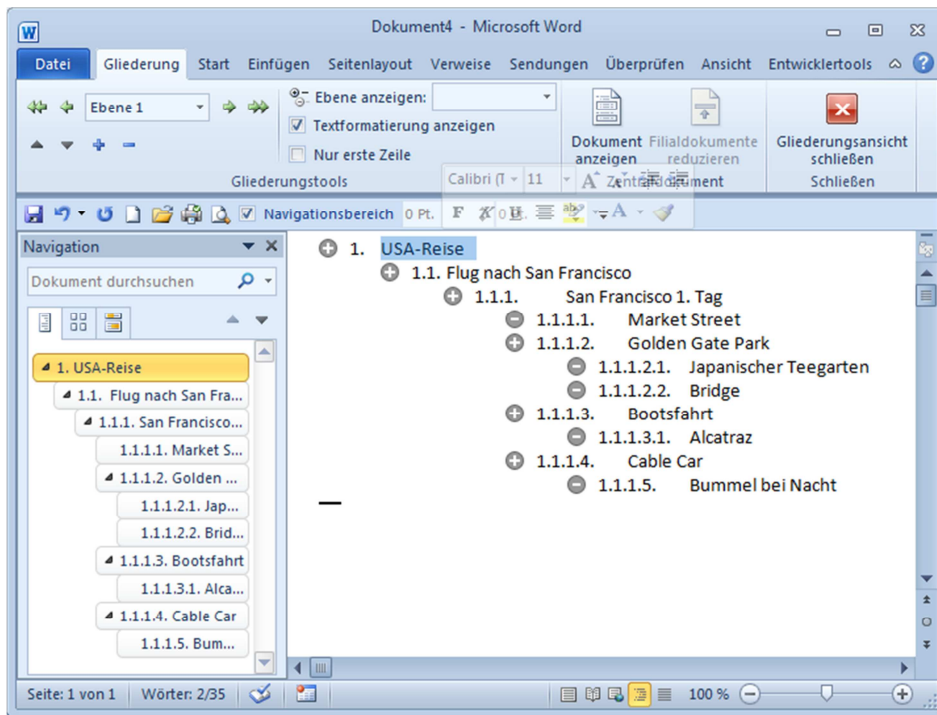 Dokument4 - Microsoft Word
Datei Gliederung Start Einfügen Seitenlayout Verweise Sendungen Überprüfen Ansicht Entwicklertools
Ebene 1
Ebene anzeigen:
Textformatierung anzeigen
Nur erste Zeile
Gliederungstools
Dokument anzeigen
Filialdokumente reduzieren
Zentraldokument
Gliederungsansicht schließen
Schließen
Calibri (T 11
Navigationsbereich 0 Pt. F K U
Navigation
Dokument durchsuchen
1. USA-Reise
1.1. Flug nach San Fra...
1.1.1. San Francisco...
1.1.1.1. Market S...
1.1.1.2. Golden ...
1.1.1.2.1. Jap...
1.1.1.2.2. Brid...
1.1.1.3. Bootsfahrt
1.1.1.3.1. Alca...
1.1.1.4. Cable Car
1.1.1.5. Bum...
1. USA-Reise
1.1. Flug nach San Francisco
1.1.1. San Francisco 1. Tag
1.1.1.1. Market Street
1.1.1.2. Golden Gate Park
1.1.1.2.1. Japanischer Teegarten
1.1.1.2.2. Bridge
1.1.1.3. Bootsfahrt
1.1.1.3.1. Alcatraz
1.1.1.4. Cable Car
1.1.1.5. Bummel bei Nacht
Seite: 1 von 1 Wörter: 2/35 100 %